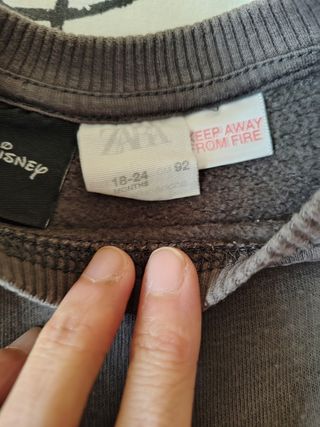 Disney
ZARA
18-24
MONTHS
92
KEEP AWAY
FROM FIRE